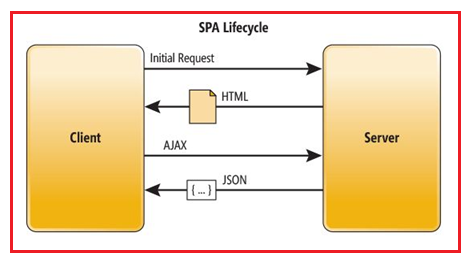 SPA Lifecycle
Initial Request
HTML
Client
Server
AJAX
JSON
{ ... }